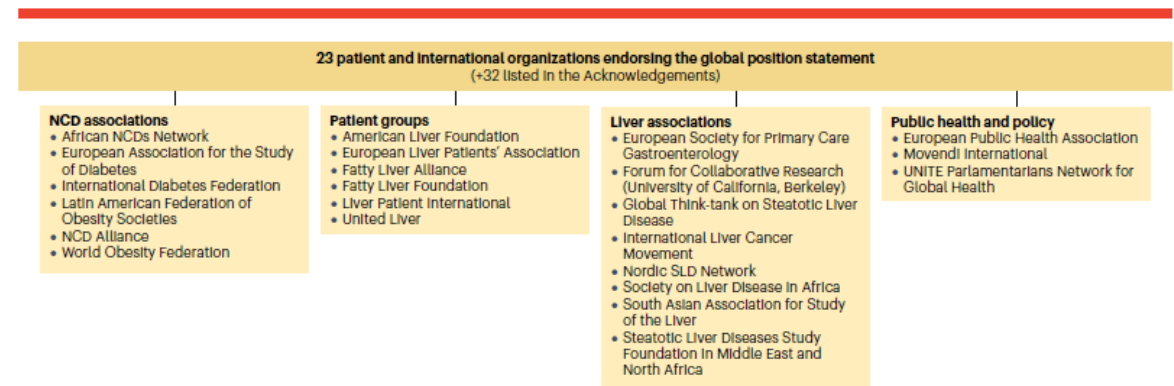 23 patient and international organizations endorsing the global position statement
(+32 listed in the Acknowledgements)
NCD associations
• African NCDs Network
• European Association for the Study
of Diabetes
• International Diabetes Federation
• Latin American Federation of
Obesity Societies
• NCD Alliance
• World Obesity Federation
Patient groups
• American Liver Foundation
• European Liver Patients' Association
• Fatty Liver Alliance
• Fatty Liver Foundation
• Liver Patient International
• United Liver
Liver associations
• European Society for Primary Care
Gastroenterology
• Forum for Collaborative Research
(University of California, Berkeley)
• Global Think-tank on Steatotic Liver
Disease
• International Liver Cancer
Movement
• Nordic SLD Network
• Society on Liver Disease in Africa
• South Asian Association for Study
of the Liver
• Steatotic Liver Diseases Study
Foundation in Middle East and
North Africa
Public health and policy
• European Public Health Association
• Movendi International
• UNITE Parlamentarians Network for
Global Health